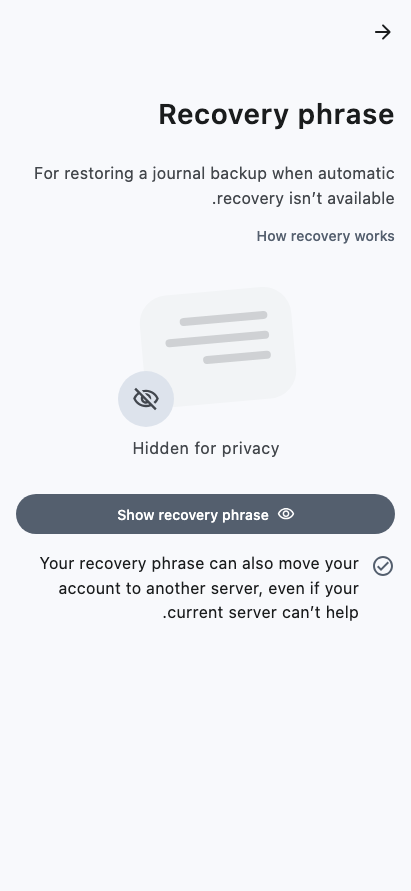 Recovery phrase
For restoring a journal backup when automatic
.recovery isn’t available
How recovery works
Hidden for privacy
Show recovery phrase
Your recovery phrase can also move your
account to another server, even if your
.current server can’t help